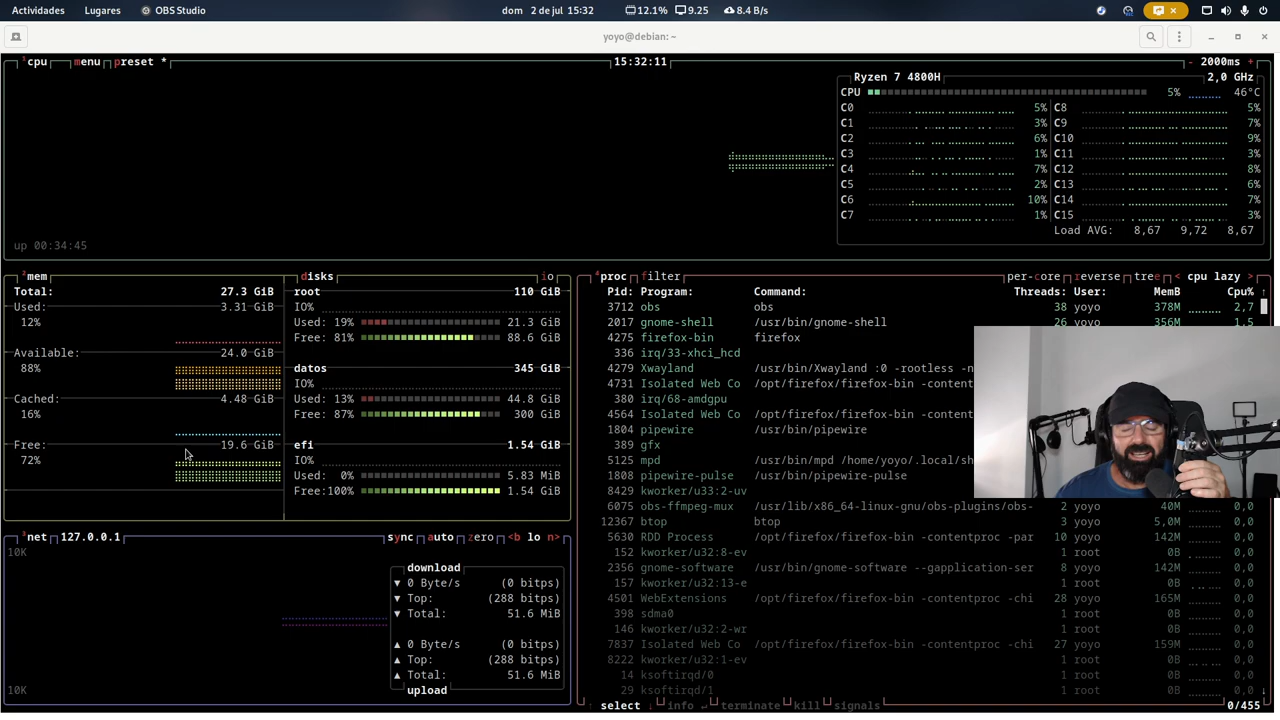 Actividades Lugares OBS Studio dom 2 de jul 15:32 12.1% 9.25 8.4 B/s
yoyo@debian: ~
¹cpu menu preset * 15:32:11 - 2000ms +
Ryzen 7 4800H 2,0 GHz
CPU 5% 46°C
C0 5% C8 5%
C1 3% C9 7%
C2 6% C10 9%
C3 1% C11 3%
C4 7% C12 8%
C5 2% C13 6%
C6 10% C14 7%
C7 1% C15 3%
Load AVG: 8,67 9,72 8,67
up 00:34:45
²mem
Total: 27.3 GiB
Used: 3.31 GiB
12%
Available: 24.0 GiB
88%
Cached: 4.48 GiB
16%
Free: 19.6 GiB
72%
disks io
root 110 GiB
IO%
Used: 19% 21.3 GiB
Free: 81% 88.6 GiB
datos 345 GiB
IO%
Used: 13% 44.8 GiB
Free: 87% 300 GiB
efi 1.54 GiB
IO%
Used: 0% 5.83 MiB
Free:100% 1.54 GiB
³net 127.0.0.1 sync auto zero <b lo n>
10K
download
▼ 0 Byte/s (0 bitps)
▼ Top: (288 bitps)
▼ Total: 51.6 MiB
▲ 0 Byte/s (0 bitps)
▲ Top: (288 bitps)
▲ Total: 51.6 MiB
upload
10K
⁴proc filter per-core reverse tree < cpu lazy >
Pid: Program: Command: Threads: User: MemB Cpu% ↑
3712 obs obs 38 yoyo 378M 2,7
2017 gnome-shell /usr/bin/gnome-shell 26 yoyo 356M 1,5
4275 firefox-bin firefox
336 irq/33-xhci_hcd
4279 Xwayland /usr/bin/Xwayland :0 -rootless -n
4731 Isolated Web Co /opt/firefox/firefox-bin -content
380 irq/68-amdgpu
4564 Isolated Web Co /opt/firefox/firefox-bin -content
1804 pipewire /usr/bin/pipewire
389 gfx
5125 mpd /usr/bin/mpd /home/yoyo/.local/sh
1808 pipewire-pulse /usr/bin/pipewire-pulse
8429 kworker/u33:2-uv
6075 obs-ffmpeg-mux /usr/lib/x86_64-linux-gnu/obs-plugins/obs- 2 yoyo 40M 0,0
12367 btop btop 3 yoyo 5,0M 0,0
5630 RDD Process /opt/firefox/firefox-bin -contentproc -par 10 yoyo 142M 0,0
152 kworker/u32:8-ev 1 root 0B 0,0
2356 gnome-software /usr/bin/gnome-software --gapplication-ser 8 yoyo 142M 0,0
157 kworker/u32:13-e 1 root 0B 0,0
4501 WebExtensions /opt/firefox/firefox-bin -contentproc -chi 28 yoyo 165M 0,0
398 sdma0 1 root 0B 0,0
146 kworker/u32:2-wr 1 root 0B 0,0
7837 Isolated Web Co /opt/firefox/firefox-bin -contentproc -chi 27 yoyo 159M 0,0
8222 kworker/u32:1-ev 1 root 0B 0,0
14 ksoftirqd/0 1 root 0B 0,0
29 ksoftirqd/1 1 root 0B 0,0
↑ select ↓ info ↵ terminate kill signals 0/455